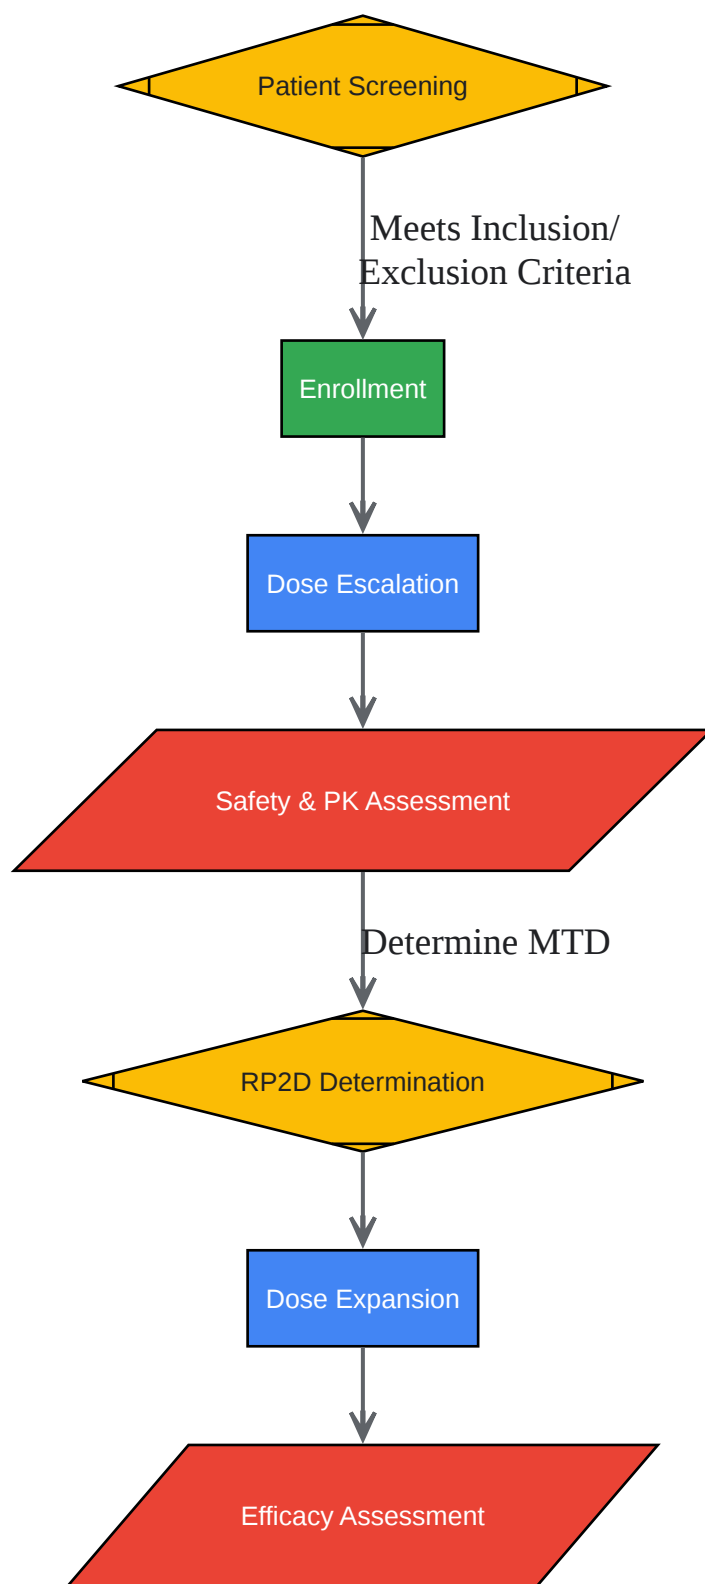 Patient Screening
Meets Inclusion/
Exclusion Criteria
Enrollment
Dose Escalation
Safety & PK Assessment
Determine MTD
RP2D Determination
Dose Expansion
Efficacy Assessment